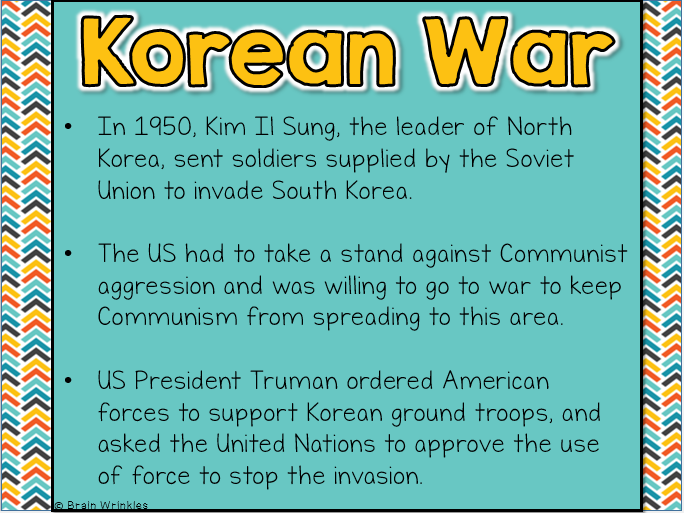 Korean War
• In 1950, Kim Il Sung, the leader of North
Korea, sent soldiers supplied by the Soviet
Union to invade South Korea.
• The US had to take a stand against Communist
aggression and was willing to go to war to keep
Communism from spreading to this area.
• US President Truman ordered American
forces to support Korean ground troops, and
asked the United Nations to approve the use
of force to stop the invasion.
© Brain Wrinkles